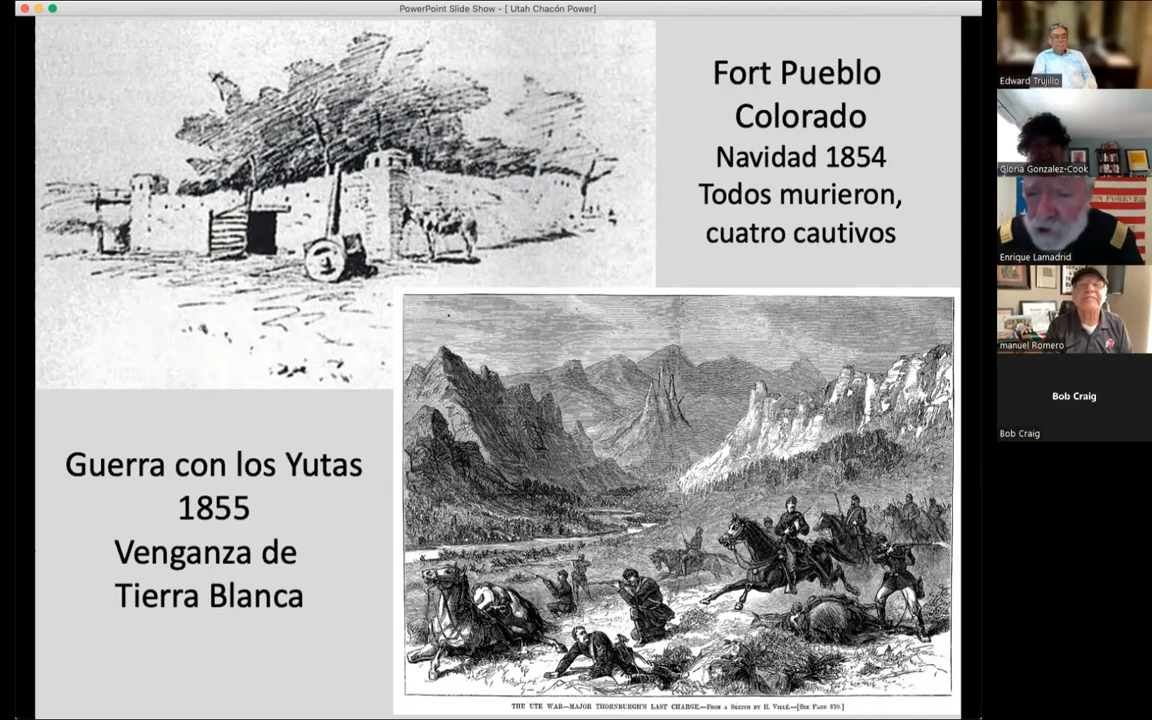 PowerPoint Slide Show - [ Utah Chacón Power]
Fort Pueblo
Colorado
Navidad 1854
Todos murieron,
cuatro cautivos
Guerra con los Yutas
1855
Venganza de
Tierra Blanca
THE UTE WAR—MAJOR THORNBURGH'S LAST CHARGE.—From a Sketch by H. Villé.—[See Page 870.]
Edward Trujillo
Gloria Gonzalez-Cook
ON FOREVER
Enrique Lamadrid
manuel Romero
Bob Craig
Bob Craig